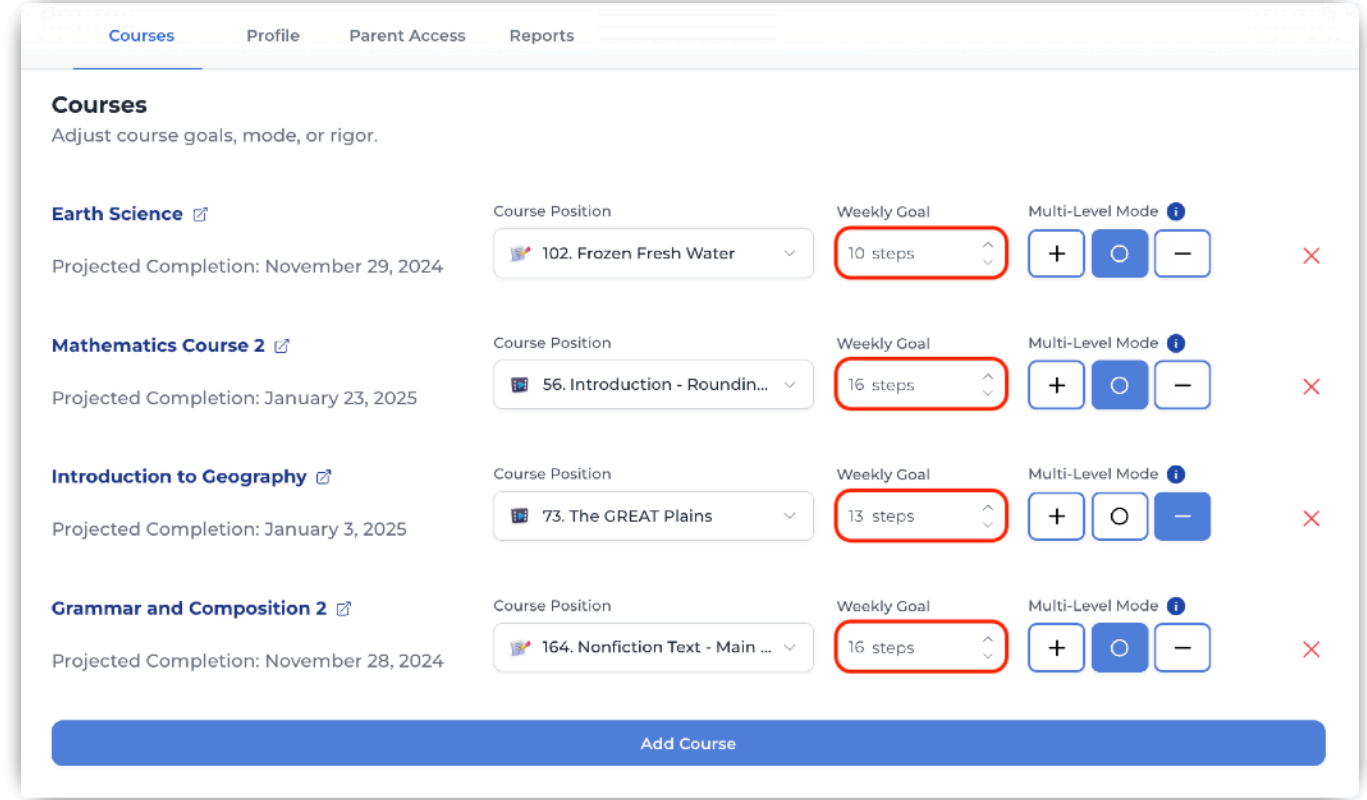 Courses Profile Parent Access Reports
Courses
Adjust course goals, mode, or rigor.
Earth Science
Course Position
Weekly Goal
Multi-Level Mode
102. Frozen Fresh Water
10 steps
Projected Completion: November 29, 2024
Mathematics Course 2
Course Position
Weekly Goal
Multi-Level Mode
56. Introduction - Roundin...
16 steps
Projected Completion: January 23, 2025
Introduction to Geography
Course Position
Weekly Goal
Multi-Level Mode
73. The GREAT Plains
13 steps
Projected Completion: January 3, 2025
Grammar and Composition 2
Course Position
Weekly Goal
Multi-Level Mode
164. Nonfiction Text - Main ...
16 steps
Projected Completion: November 28, 2024
Add Course